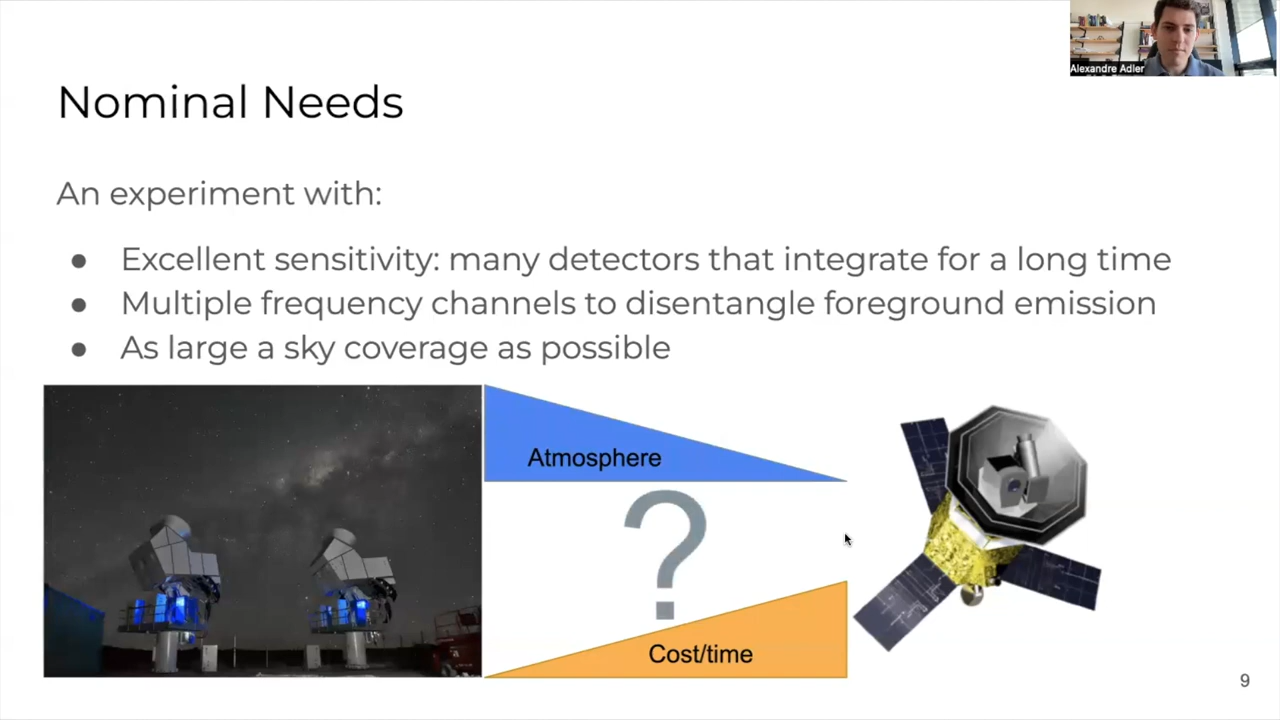 Alexandre Adler
Nominal Needs
An experiment with:
● Excellent sensitivity: many detectors that integrate for a long time
● Multiple frequency channels to disentangle foreground emission
● As large a sky coverage as possible
Atmosphere
?
Cost/time
9